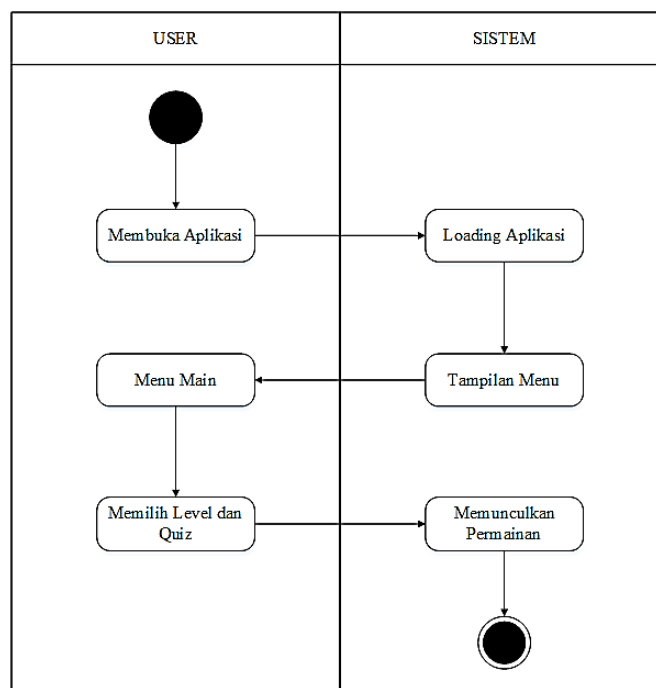 USER
SISTEM
Membuka Aplikasi
Loading Aplikasi
Menu Main
Tampilan Menu
Memilih Level dan
Quiz
Memunculkan
Permainan